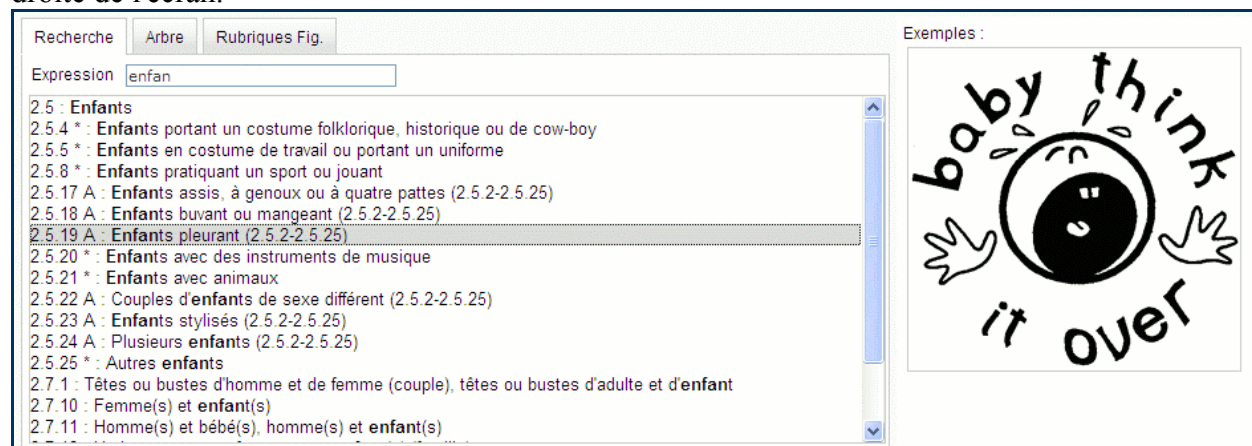 droite de l'écran.
Recherche Arbre Rubriques Fig.
Expression enfan
2.5 : Enfants
2.5.4 * : Enfants portant un costume folklorique, historique ou de cow-boy
2.5.5 * : Enfants en costume de travail ou portant un uniforme
2.5.8 * : Enfants pratiquant un sport ou jouant
2.5.17 A : Enfants assis, à genoux ou à quatre pattes (2.5.2-2.5.25)
2.5.18 A : Enfants buvant ou mangeant (2.5.2-2.5.25)
2.5.19 A : Enfants pleurant (2.5.2-2.5.25)
2.5.20 * : Enfants avec des instruments de musique
2.5.21 * : Enfants avec animaux
2.5.22 A : Couples d'enfants de sexe différent (2.5.2-2.5.25)
2.5.23 A : Enfants stylisés (2.5.2-2.5.25)
2.5.24 A : Plusieurs enfants (2.5.2-2.5.25)
2.5.25 * : Autres enfants
2.7.1 : Têtes ou bustes d'homme et de femme (couple), têtes ou bustes d'adulte et d'enfant
2.7.10 : Femme(s) et enfant(s)
2.7.11 : Homme(s) et bébé(s), homme(s) et enfant(s)
Exemples :
baby think
it over